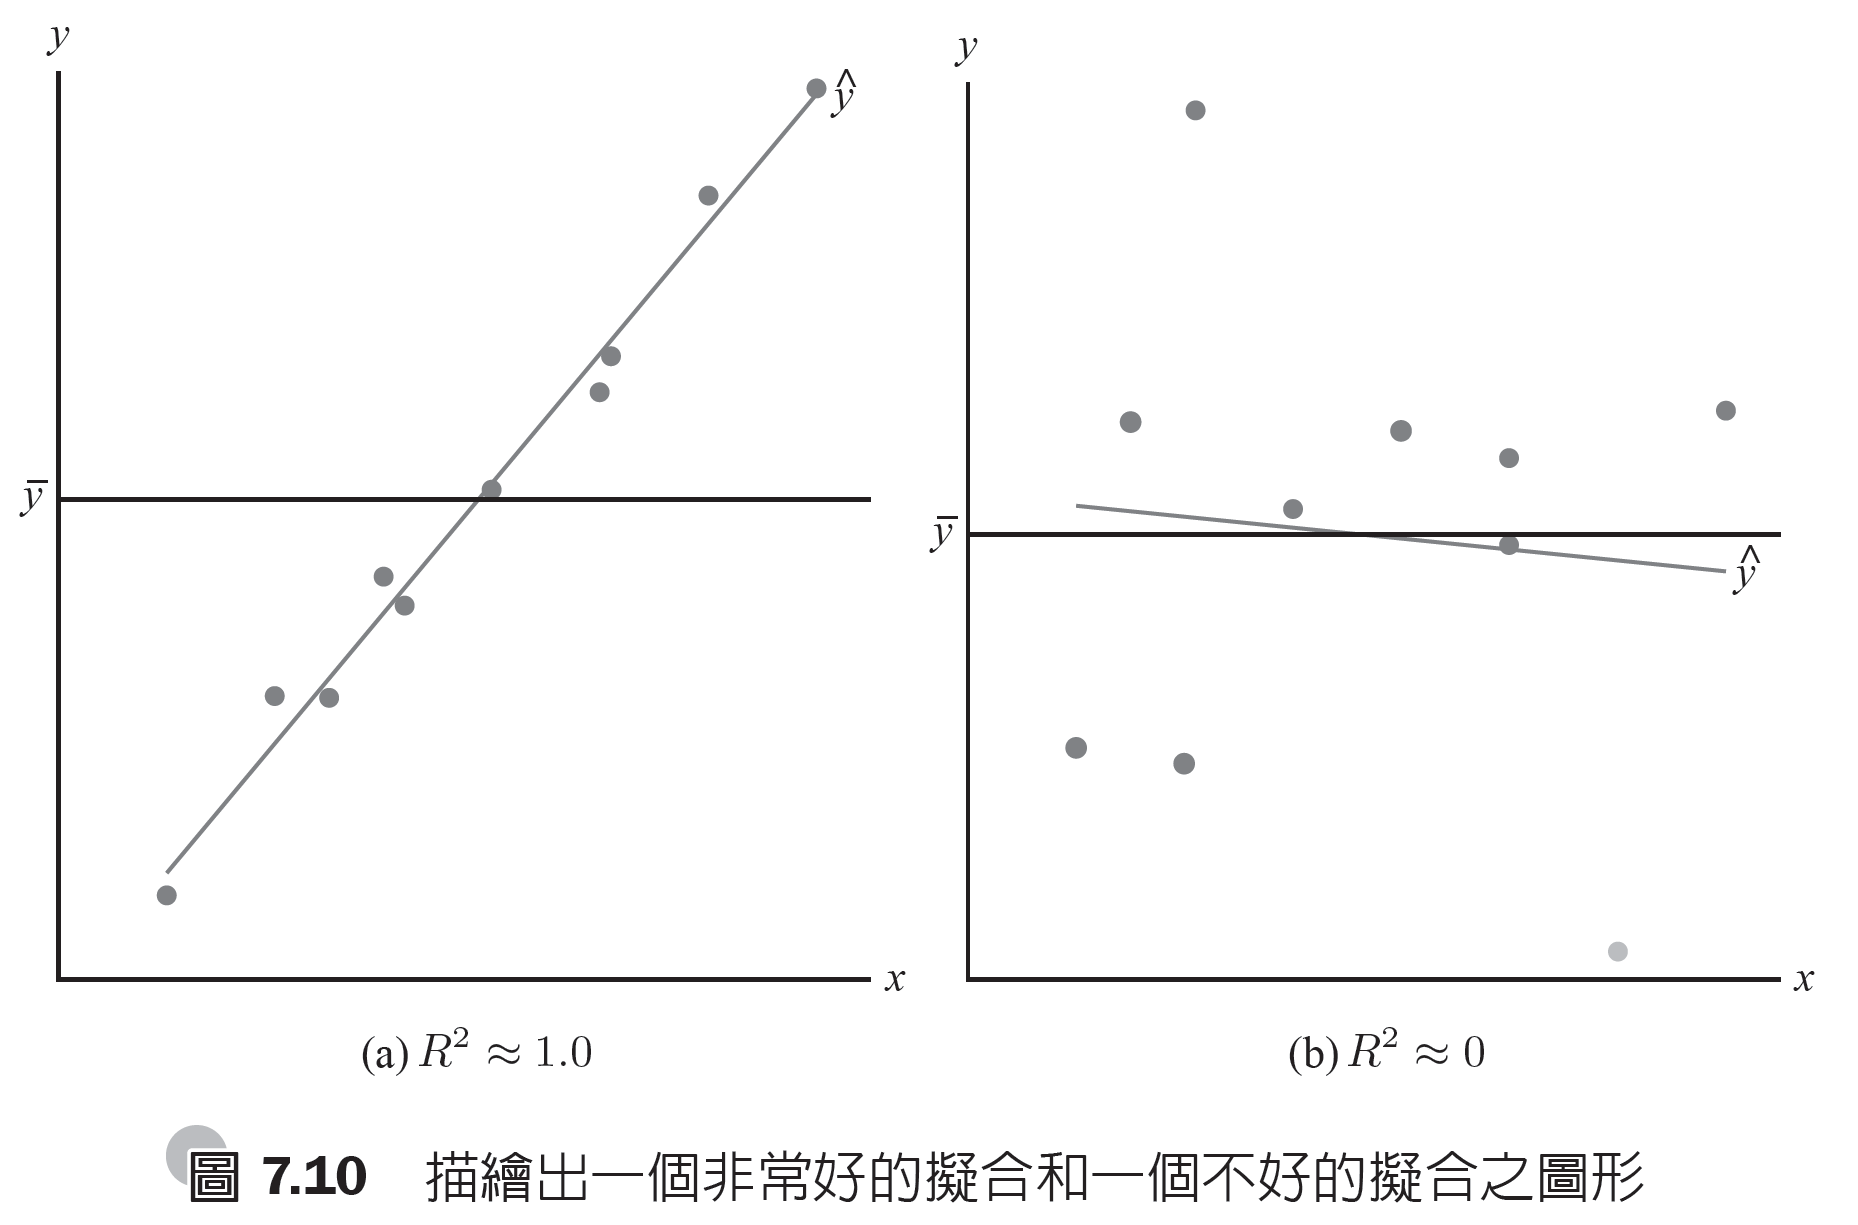 y
ŷ
ȳ
x
(a) R² ≈ 1.0
y
ȳ
ŷ
x
(b) R² ≈ 0
圖 7.10 描繪出一個非常好的擬合和一個不好的擬合之圖形